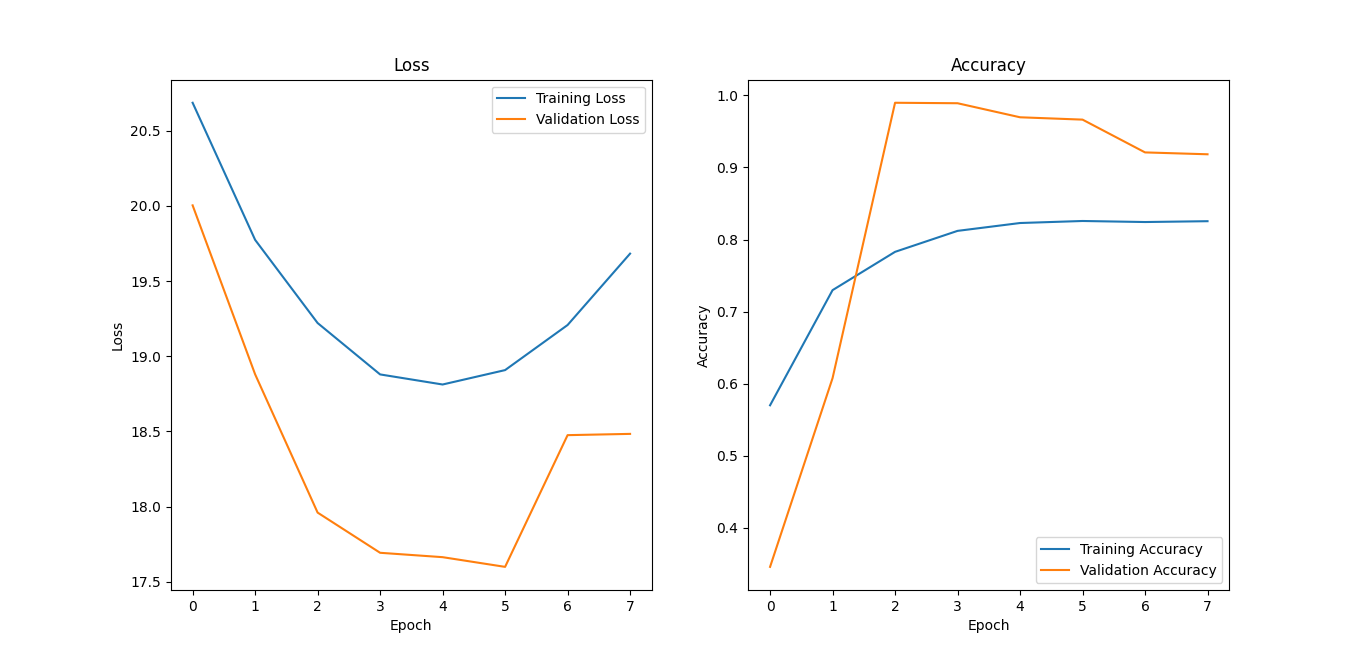 Loss
Training Loss
Validation Loss
20.5
20.0
19.5
19.0
18.5
18.0
17.5
Loss
0 1 2 3 4 5 6 7
Epoch
Accuracy
1.0
0.9
0.8
0.7
0.6
0.5
0.4
Accuracy
Training Accuracy
Validation Accuracy
0 1 2 3 4 5 6 7
Epoch